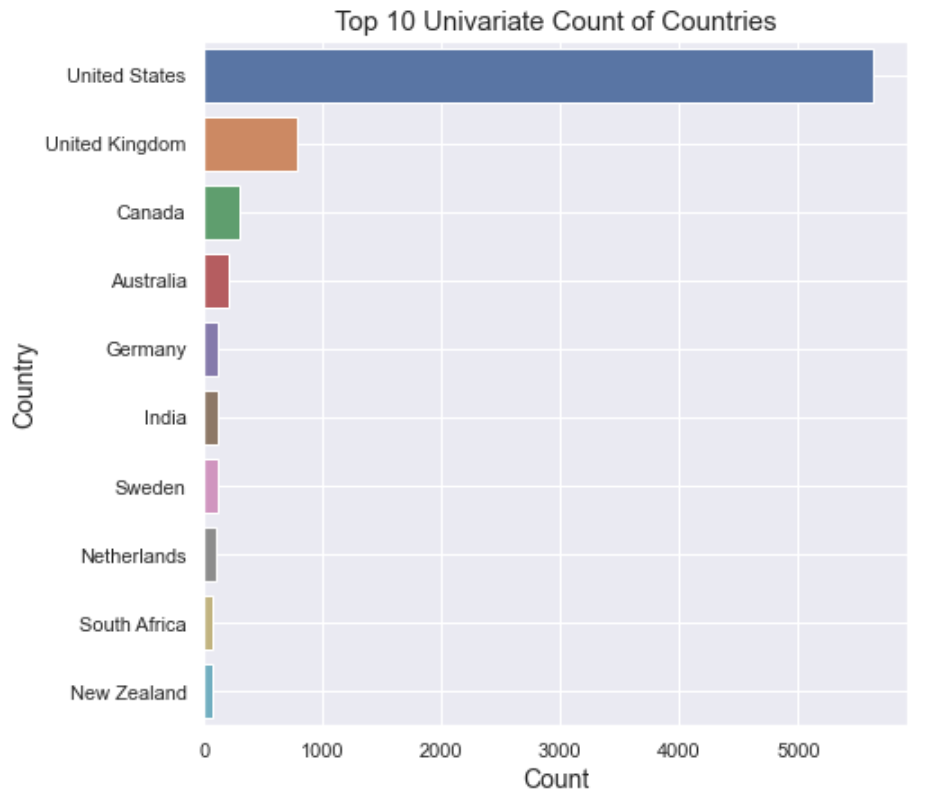 Top 10 Univariate Count of Countries
Country
United States
United Kingdom
Canada
Australia
Germany
India
Sweden
Netherlands
South Africa
New Zealand
0 1000 2000 3000 4000 5000
Count